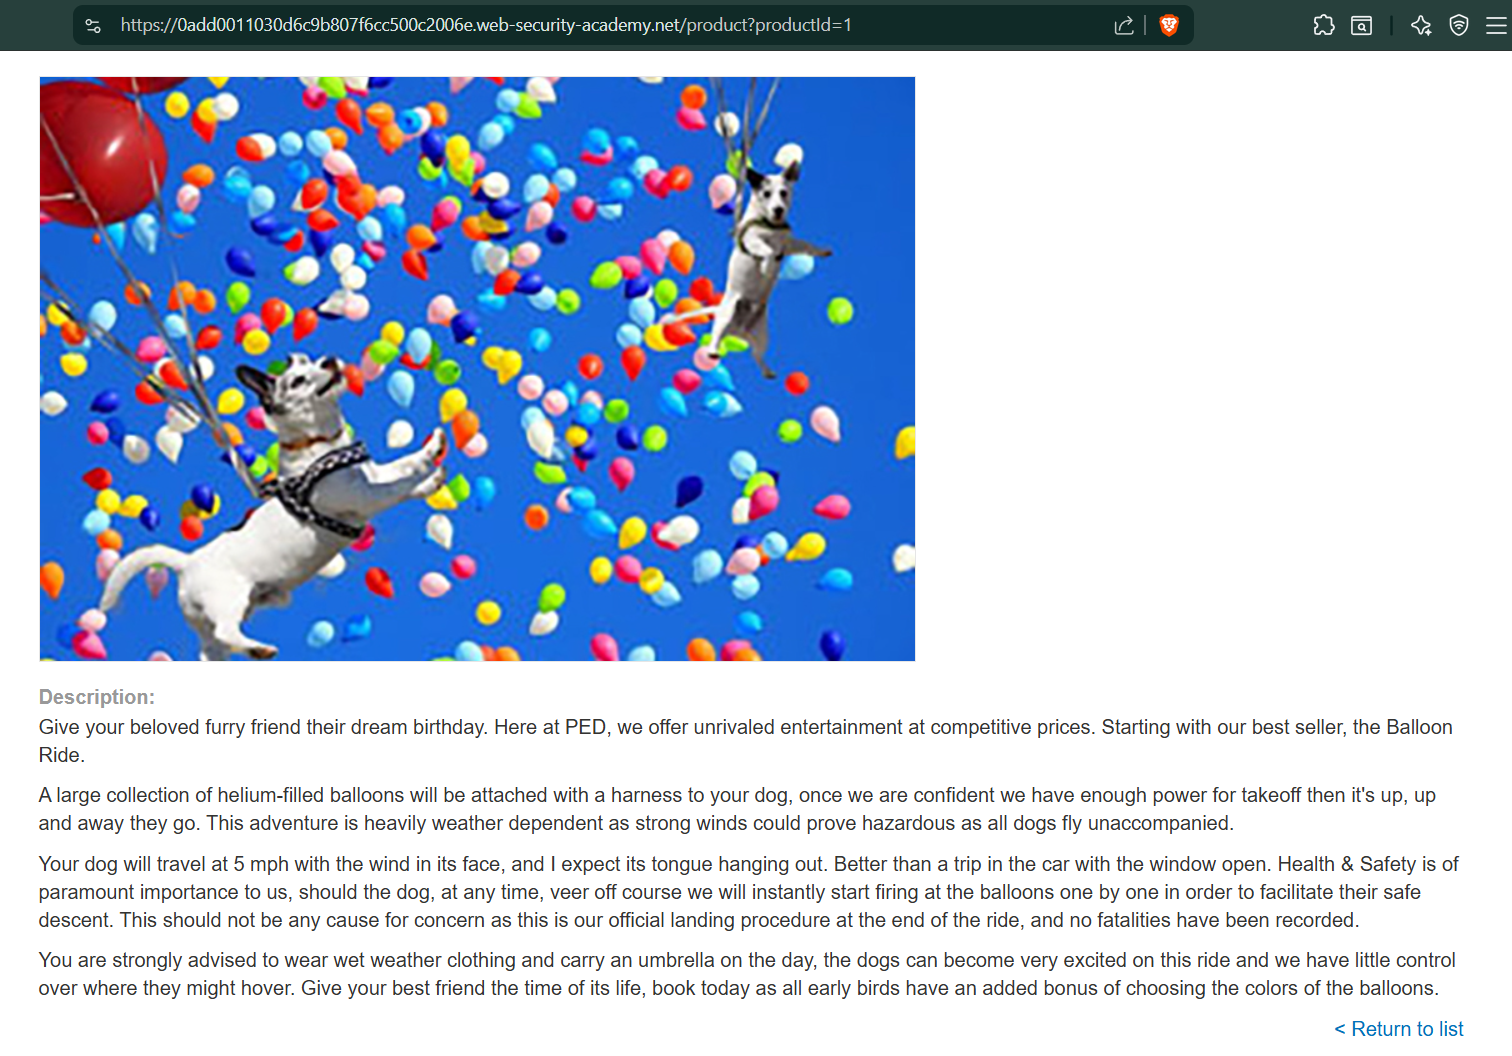 https://0add0011030d6c9b807f6cc500c2006e.web-security-academy.net/product?productId=1
Description:
Give your beloved furry friend their dream birthday. Here at PED, we offer unrivaled entertainment at competitive prices. Starting with our best seller, the Balloon
Ride.
A large collection of helium-filled balloons will be attached with a harness to your dog, once we are confident we have enough power for takeoff then it's up, up
and away they go. This adventure is heavily weather dependent as strong winds could prove hazardous as all dogs fly unaccompanied.
Your dog will travel at 5 mph with the wind in its face, and I expect its tongue hanging out. Better than a trip in the car with the window open. Health & Safety is of
paramount importance to us, should the dog, at any time, veer off course we will instantly start firing at the balloons one by one in order to facilitate their safe
descent. This should not be any cause for concern as this is our official landing procedure at the end of the ride, and no fatalities have been recorded.
You are strongly advised to wear wet weather clothing and carry an umbrella on the day, the dogs can become very excited on this ride and we have little control
over where they might hover. Give your best friend the time of its life, book today as all early birds have an added bonus of choosing the colors of the balloons.
< Return to list